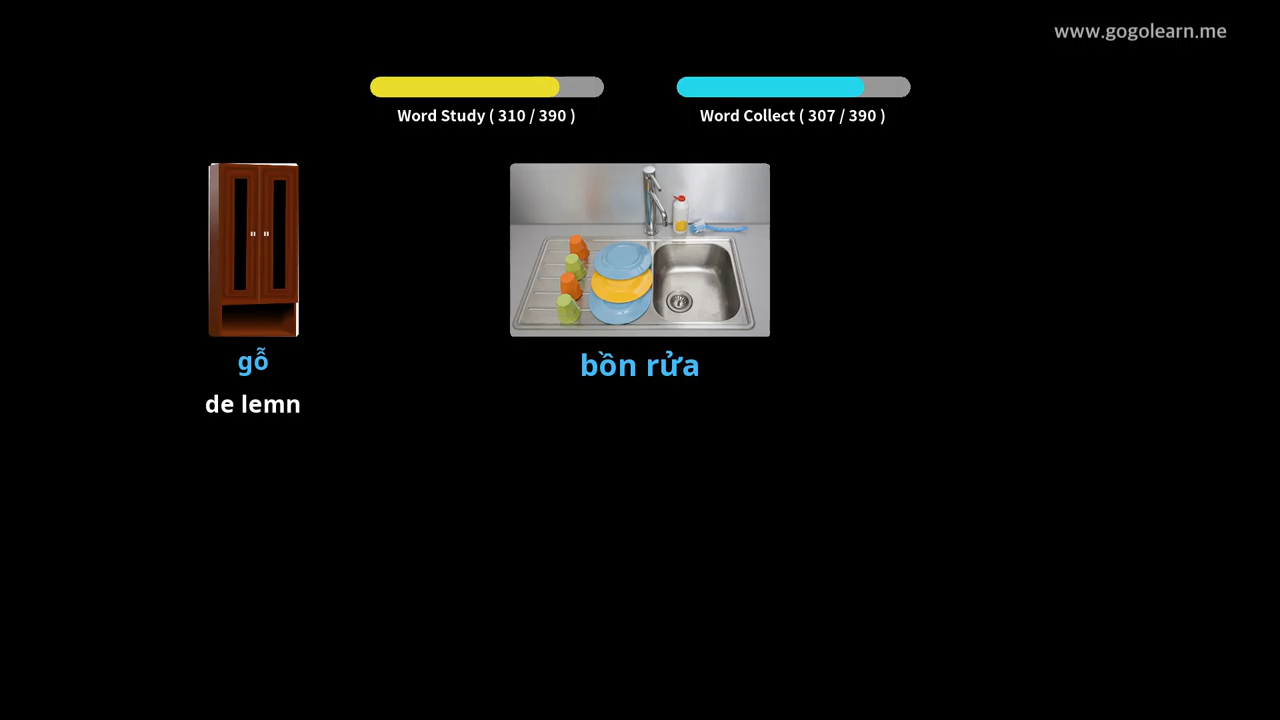 www.gogolearn.me
Word Study ( 310 / 390 )
Word Collect ( 307 / 390 )
gỗ
bồn rửa
de lemn